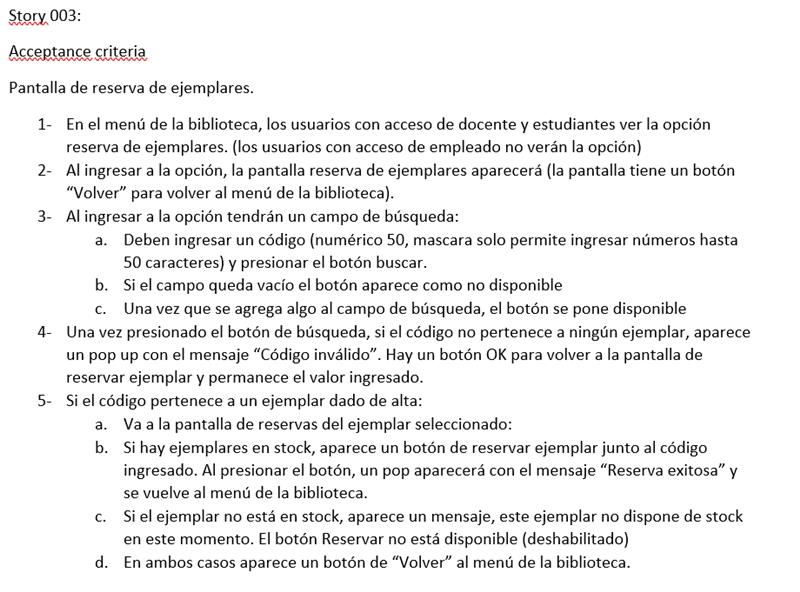 Story 003:
Acceptance criteria
Pantalla de reserva de ejemplares.
1- En el menú de la biblioteca, los usuarios con acceso de docente y estudiantes ver la opción
reserva de ejemplares. (los usuarios con acceso de empleado no verán la opción)
2- Al ingresar a la opción, la pantalla reserva de ejemplares aparecerá (la pantalla tiene un botón
“Volver” para volver al menú de la biblioteca).
3- Al ingresar a la opción tendrán un campo de búsqueda:
a. Deben ingresar un código (numérico 50, mascara solo permite ingresar números hasta
50 caracteres) y presionar el botón buscar.
b. Si el campo queda vacío el botón aparece como no disponible
c. Una vez que se agrega algo al campo de búsqueda, el botón se pone disponible
4- Una vez presionado el botón de búsqueda, si el código no pertenece a ningún ejemplar, aparece
un pop up con el mensaje “Código inválido”. Hay un botón OK para volver a la pantalla de
reservar ejemplar y permanece el valor ingresado.
5- Si el código pertenece a un ejemplar dado de alta:
a. Va a la pantalla de reservas del ejemplar seleccionado:
b. Si hay ejemplares en stock, aparece un botón de reservar ejemplar junto al código
ingresado. Al presionar el botón, un pop aparecerá con el mensaje “Reserva exitosa” y
se vuelve al menú de la biblioteca.
c. Si el ejemplar no está en stock, aparece un mensaje, este ejemplar no dispone de stock
en este momento. El botón Reservar no está disponible (deshabilitado)
d. En ambos casos aparece un botón de “Volver” al menú de la biblioteca.